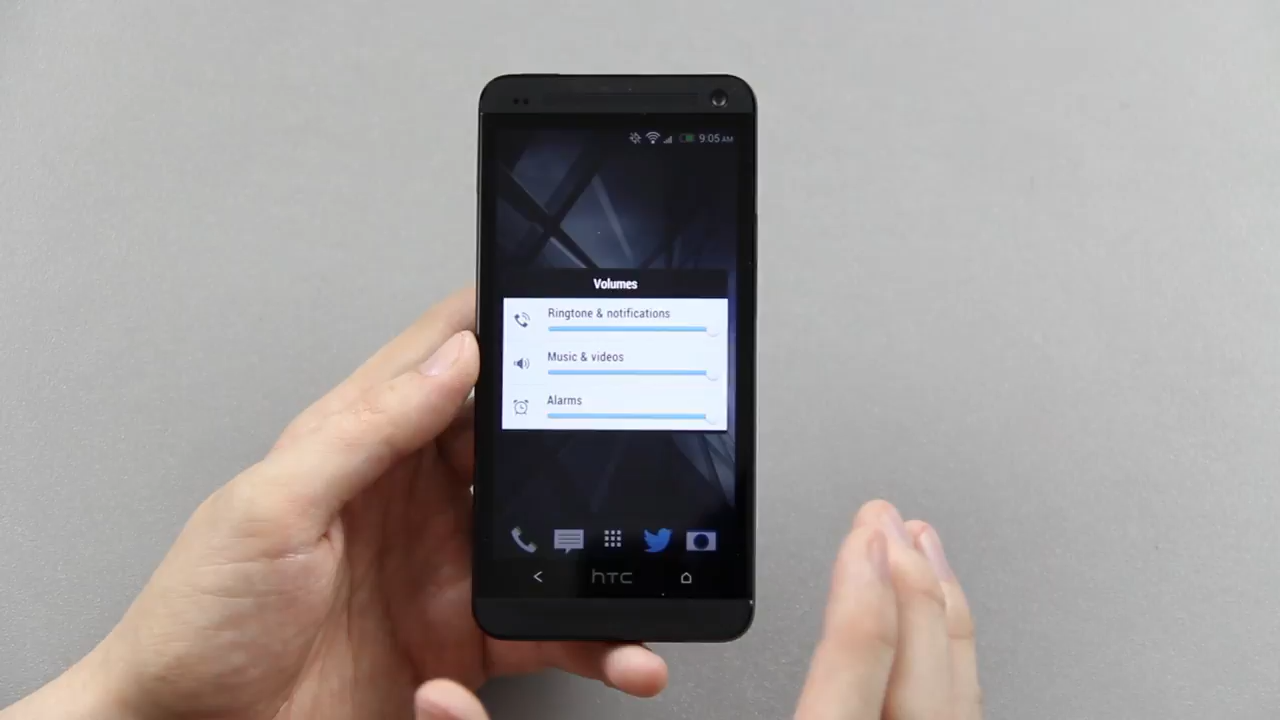 9:05 AM
Volumes
Ringtone & notifications
Music & videos
Alarms
hTC